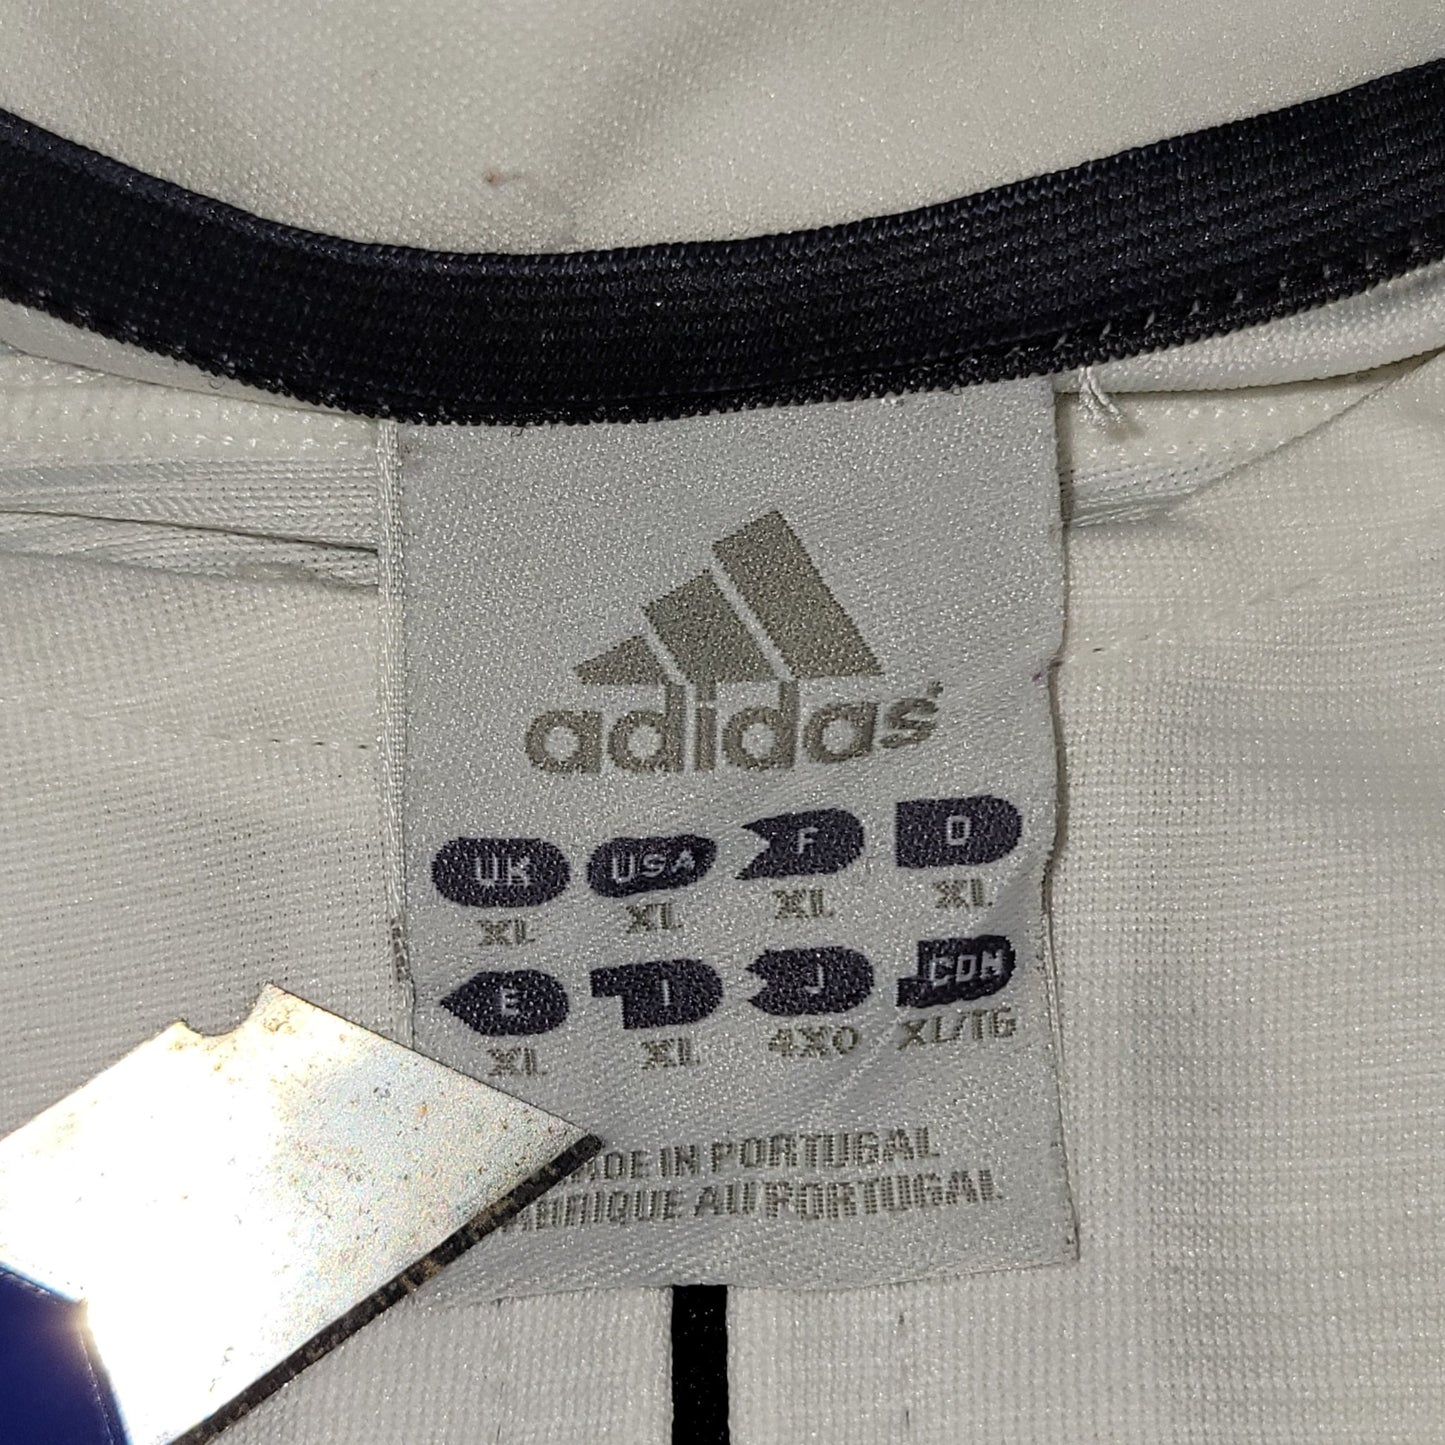 adidas
UK USA F D
XL XL XL XL
E I J COM
XL XL 4XO XL/TG
MADE IN PORTUGAL
FABRIQUE AU PORTUGAL